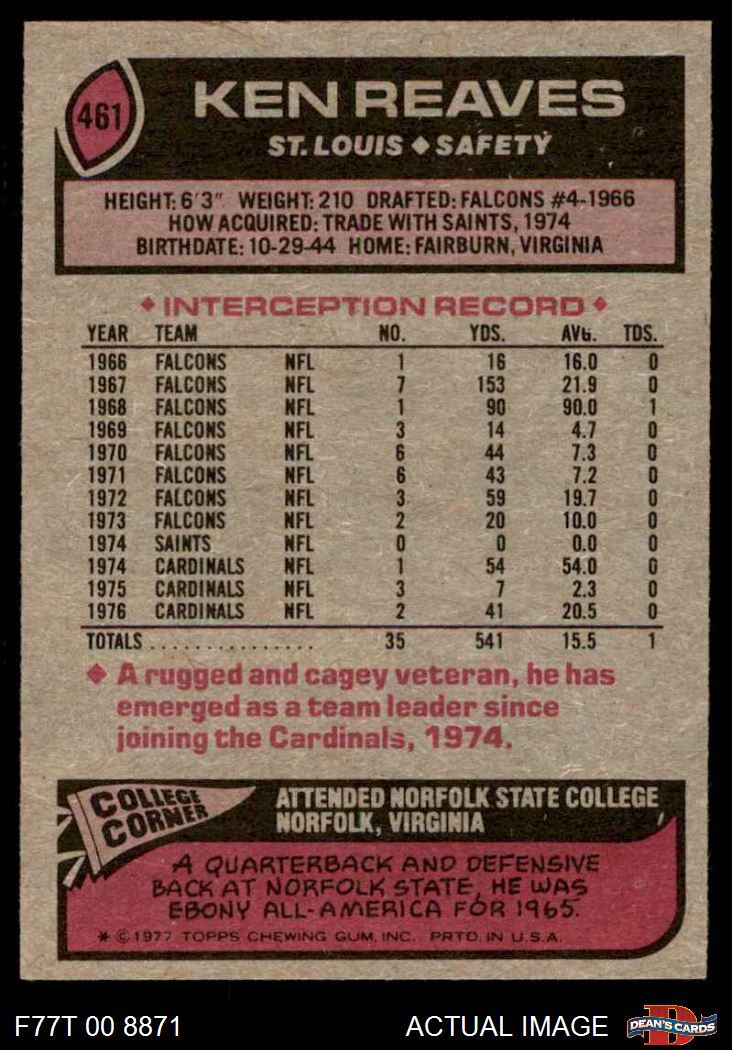 461
KEN REAVES
ST. LOUIS ◆ SAFETY
HEIGHT: 6'3" WEIGHT: 210 DRAFTED: FALCONS #4-1966
HOW ACQUIRED: TRADE WITH SAINTS, 1974
BIRTHDATE: 10-29-44 HOME: FAIRBURN, VIRGINIA
◆ INTERCEPTION RECORD ◆
YEAR TEAM NO. YDS. AVG. TDS.
1966 FALCONS NFL 1 16 16.0 0
1967 FALCONS NFL 7 153 21.9 0
1968 FALCONS NFL 1 90 90.0 1
1969 FALCONS NFL 3 14 4.7 0
1970 FALCONS NFL 6 44 7.3 0
1971 FALCONS NFL 6 43 7.2 0
1972 FALCONS NFL 3 59 19.7 0
1973 FALCONS NFL 2 20 10.0 0
1974 SAINTS NFL 0 0 0.0 0
1974 CARDINALS NFL 1 54 54.0 0
1975 CARDINALS NFL 3 7 2.3 0
1976 CARDINALS NFL 2 41 20.5 0
TOTALS ................ 35 541 15.5 1
◆ A rugged and cagey veteran, he has
emerged as a team leader since
joining the Cardinals, 1974.
COLLEGE
CORNER
ATTENDED NORFOLK STATE COLLEGE
NORFOLK, VIRGINIA
A QUARTERBACK AND DEFENSIVE
BACK AT NORFOLK STATE, HE WAS
EBONY ALL-AMERICA FOR 1965.
* © 1977 TOPPS CHEWING GUM, INC. PRTD. IN U.S.A.
F77T 00 8871 ACTUAL IMAGE
D
DEAN'S CARDS